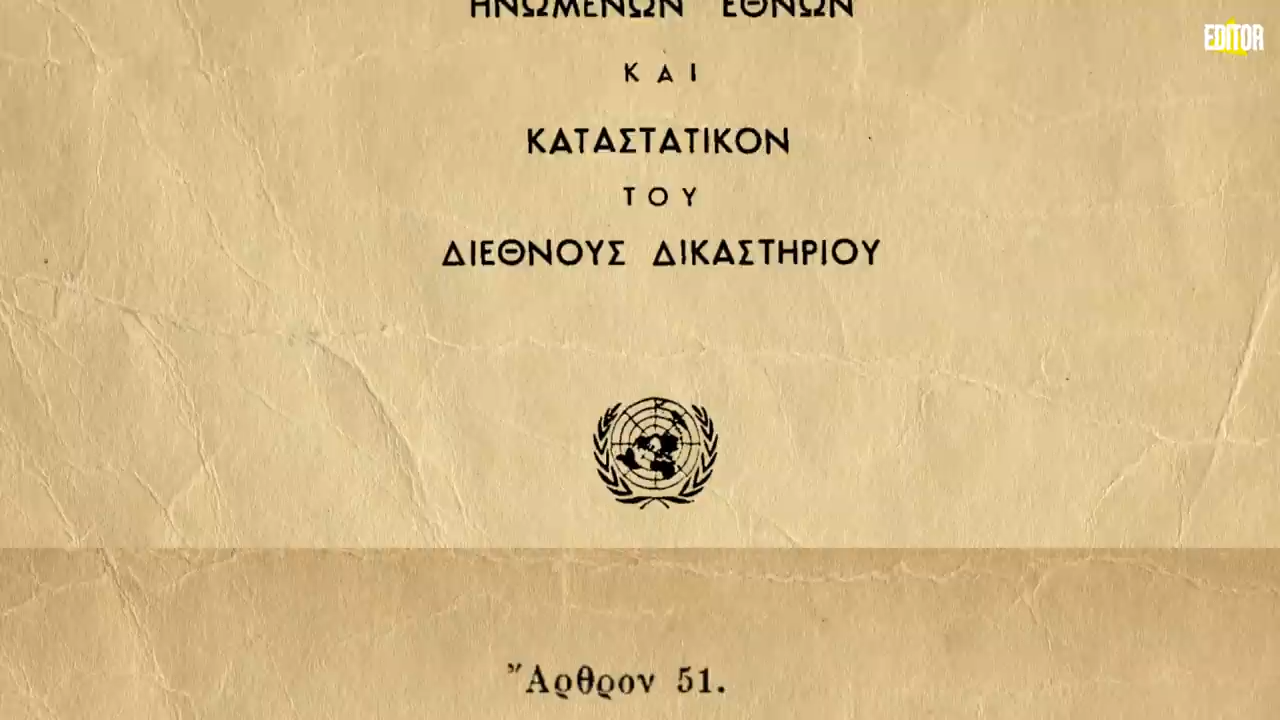 EDITOR
ΗΝΩΜΕΝΩΝ ΕΘΝΩΝ
ΚΑΙ
ΚΑΤΑΣΤΑΤΙΚΟΝ
ΤΟΥ
ΔΙΕΘΝΟΥΣ ΔΙΚΑΣΤΗΡΙΟΥ
Ἄρθρον 51.